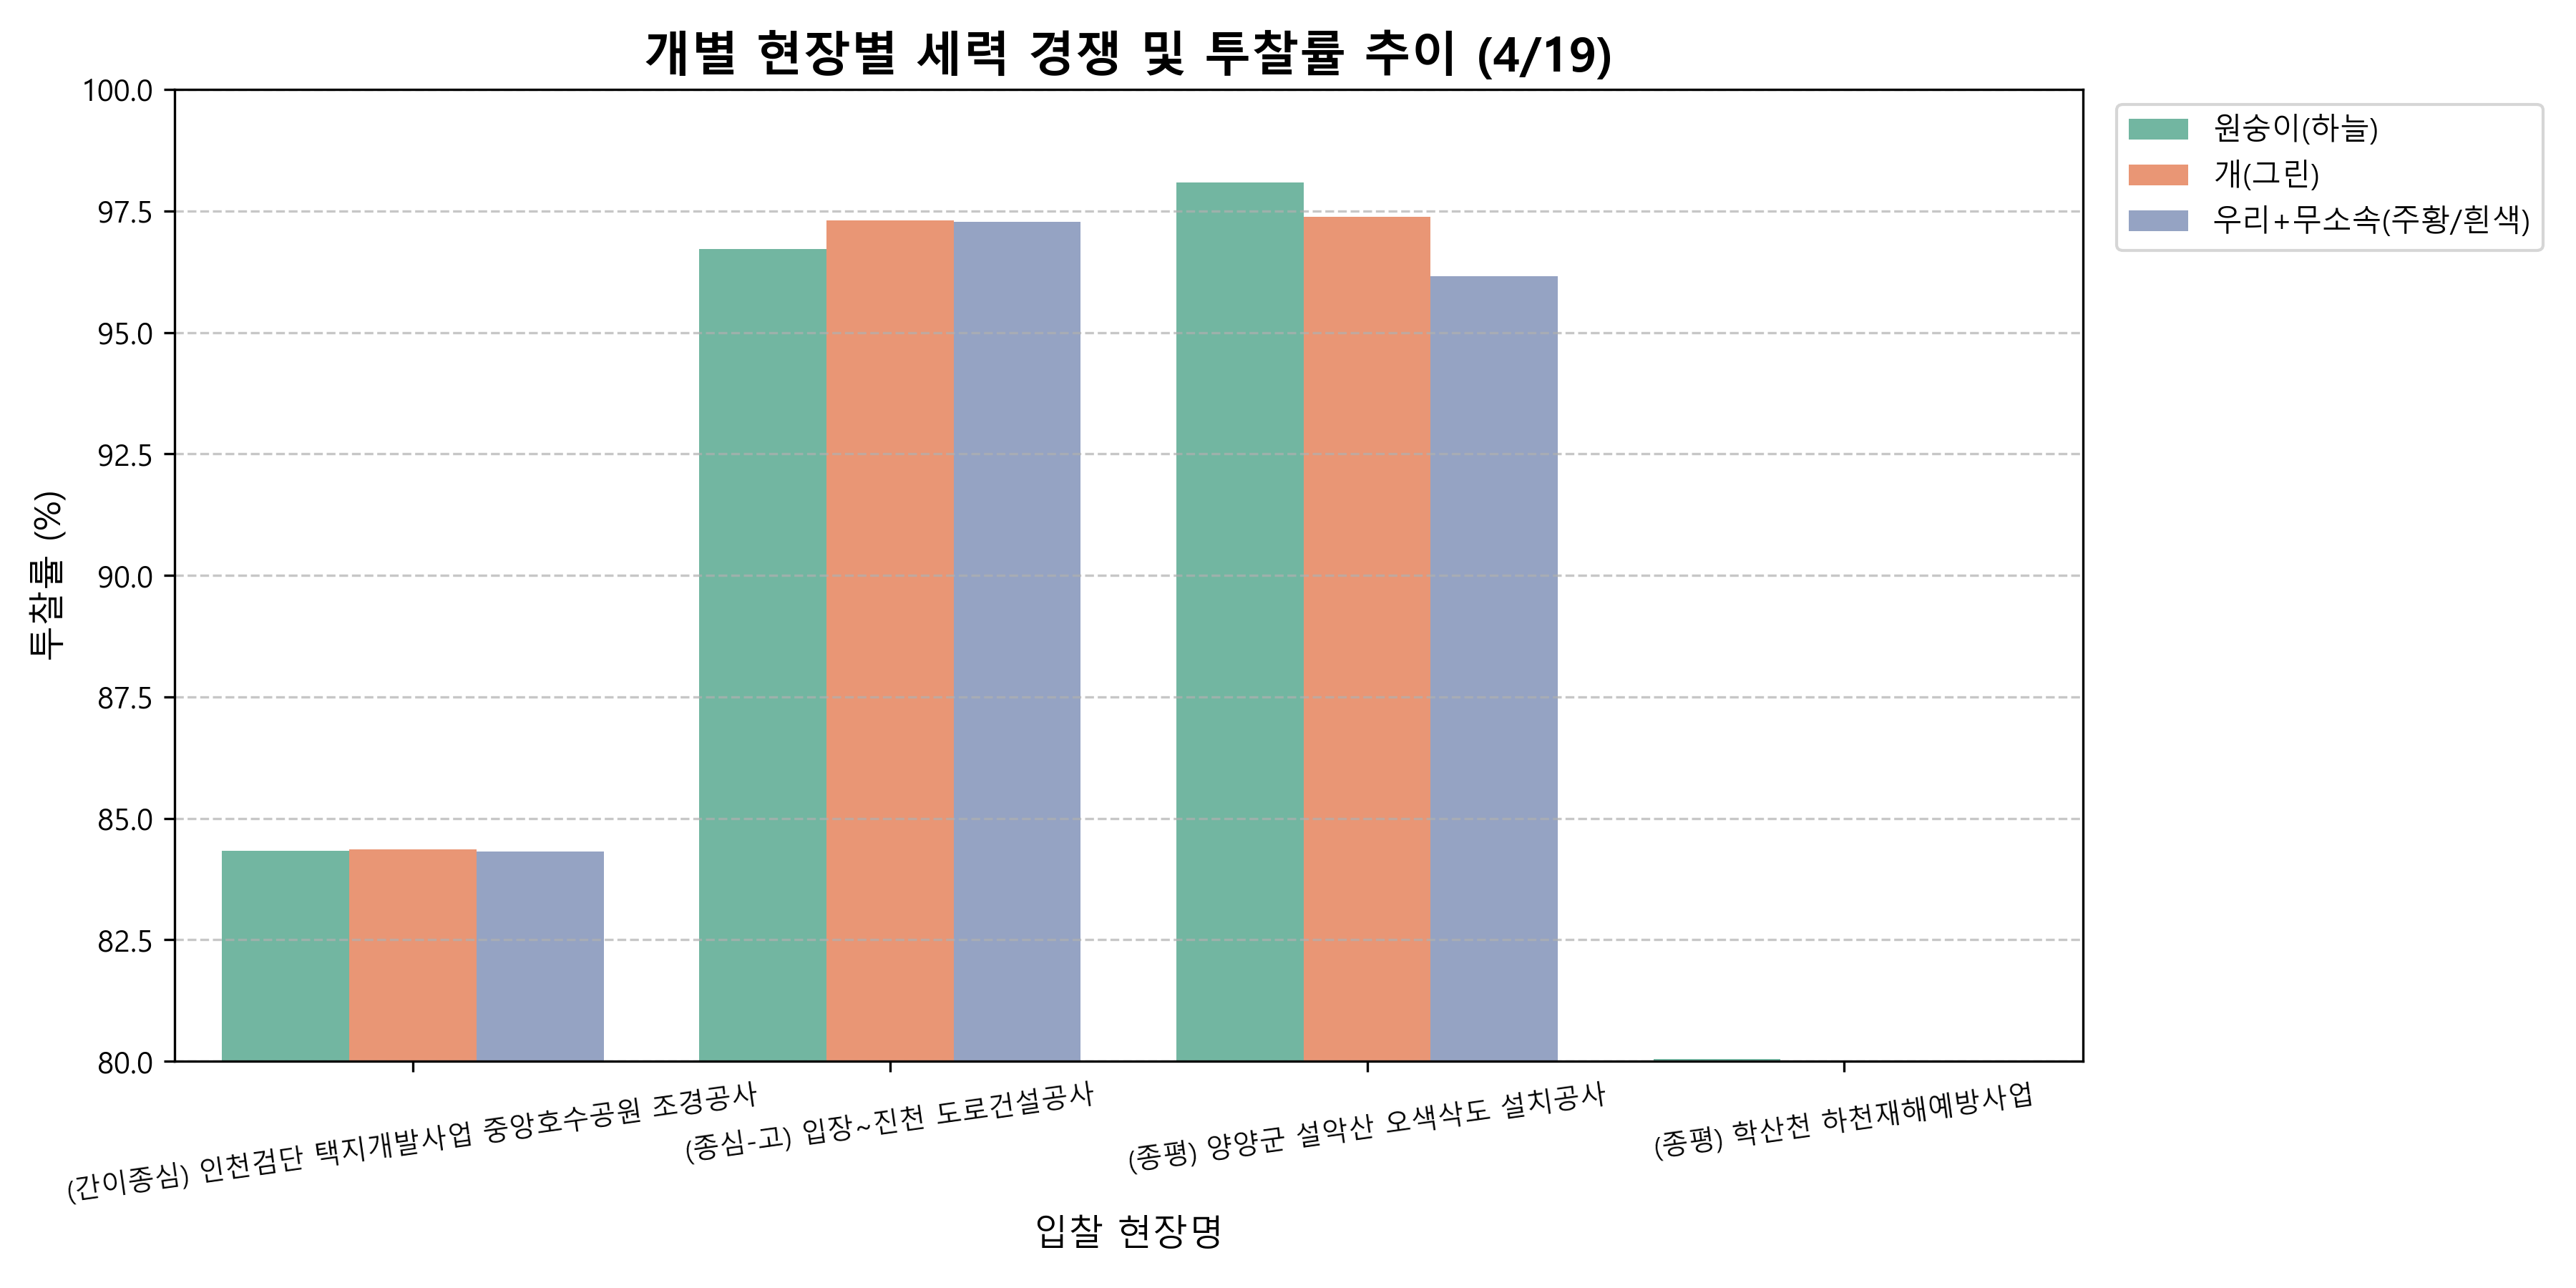 개별 현장별 세력 경쟁 및 투찰률 추이 (4/19)
100.0
97.5
95.0
92.5
90.0
87.5
85.0
82.5
80.0
투찰률 (%)
원숭이(하늘)
개(그린)
우리+무소속(주황/흰색)
(간이종심) 인천검단 택지개발사업 중앙호수공원 조경공사
(종심-고) 입장~진천 도로건설공사
(종평) 양양군 설악산 오색삭도 설치공사
(종평) 학산천 하천재해예방사업
입찰 현장명